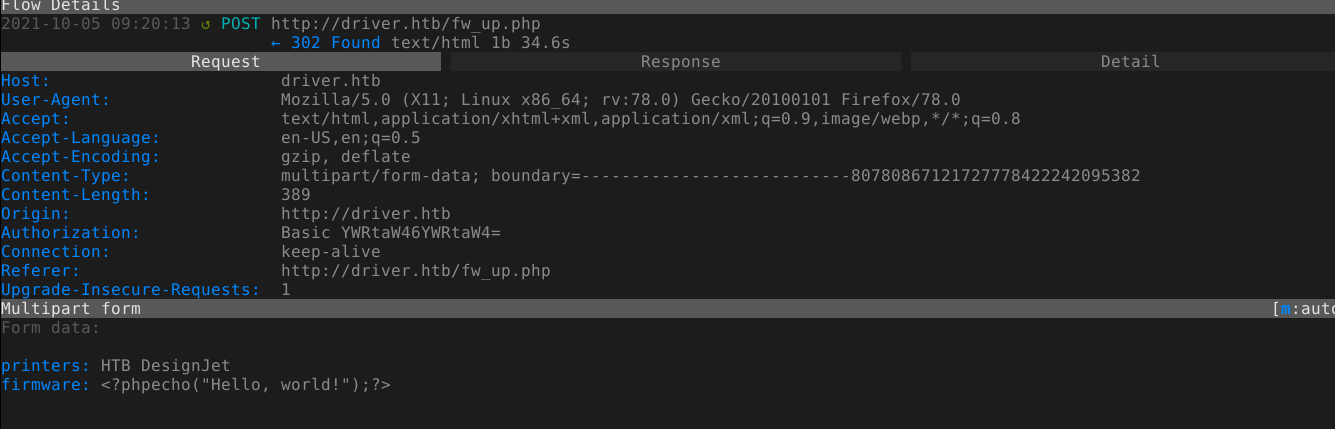 Flow Details
2021-10-05 09:20:13 ↺ POST http://driver.htb/fw_up.php
← 302 Found text/html 1b 34.6s
Request Response Detail
Host: driver.htb
User-Agent: Mozilla/5.0 (X11; Linux x86_64; rv:78.0) Gecko/20100101 Firefox/78.0
Accept: text/html,application/xhtml+xml,application/xml;q=0.9,image/webp,*/*;q=0.8
Accept-Language: en-US,en;q=0.5
Accept-Encoding: gzip, deflate
Content-Type: multipart/form-data; boundary=---------------------------80780867121727778422242095382
Content-Length: 389
Origin: http://driver.htb
Authorization: Basic YWRtaW46YWRtaW4=
Connection: keep-alive
Referer: http://driver.htb/fw_up.php
Upgrade-Insecure-Requests: 1
Multipart form [m:auto
Form data:
printers: HTB DesignJet
firmware: <?phpecho("Hello, world!");?>